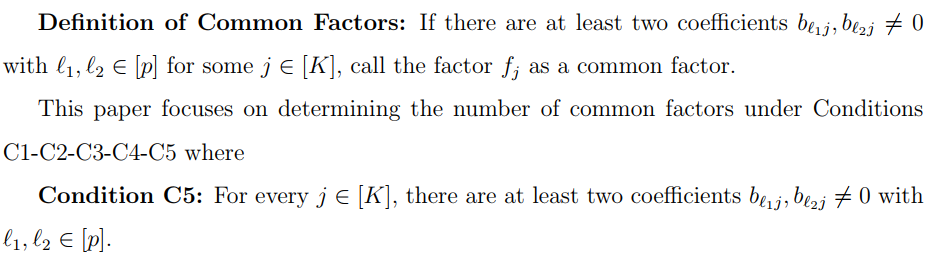 Definition of Common Factors: If there are at least two coefficients $b_{\ell_1 j}, b_{\ell_2 j} \neq 0$
with $\ell_1, \ell_2 \in [p]$ for some $j \in [K]$, call the factor $f_j$ as a common factor.
This paper focuses on determining the number of common factors under Conditions
C1-C2-C3-C4-C5 where
Condition C5: For every $j \in [K]$, there are at least two coefficients $b_{\ell_1 j}, b_{\ell_2 j} \neq 0$ with
$\ell_1, \ell_2 \in [p]$.